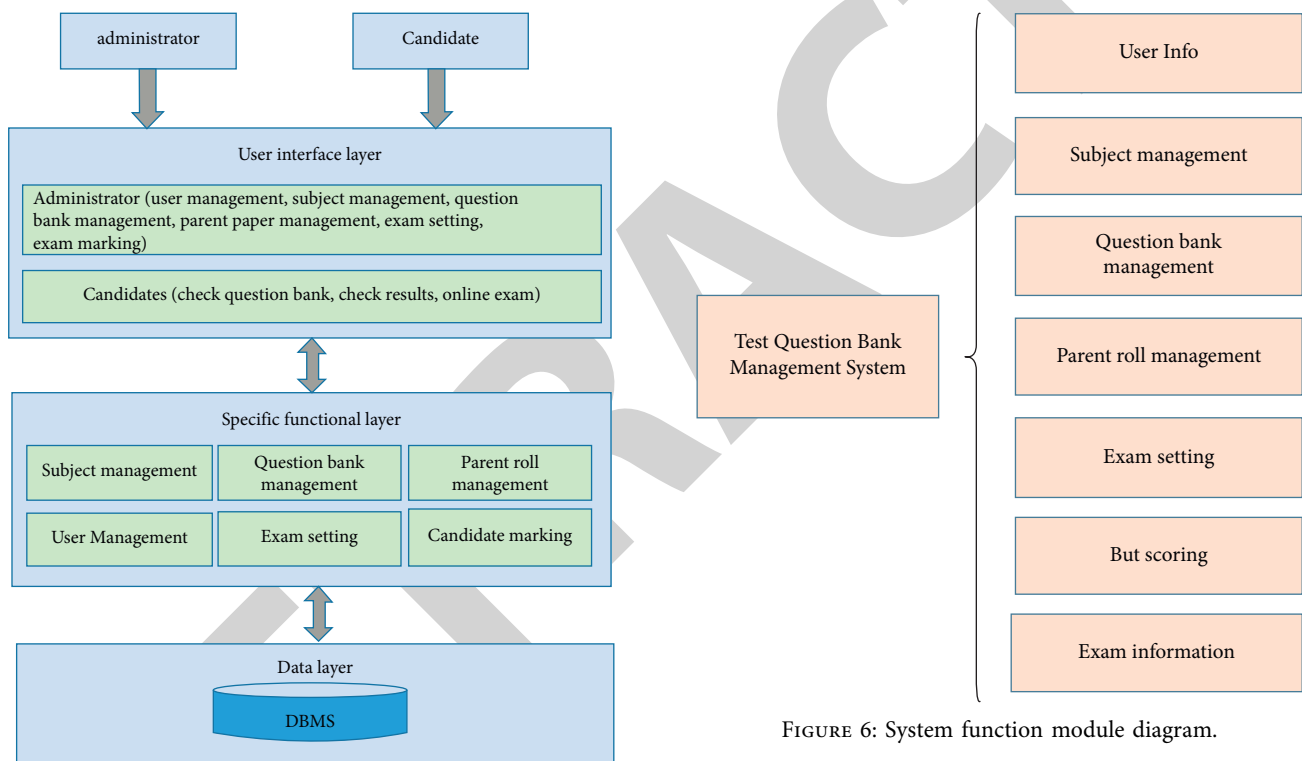 administrator
Candidate
User interface layer
Administrator (user management, subject management, question
bank management, parent paper management, exam setting,
exam marking)
Candidates (check question bank, check results, online exam)
Specific functional layer
Subject management
Question bank
management
Parent roll
management
User Management
Exam setting
Candidate marking
Data layer
DBMS
Test Question Bank
Management System
User Info
Subject management
Question bank
management
Parent roll management
Exam setting
But scoring
Exam information
FIGURE 6: System function module diagram.